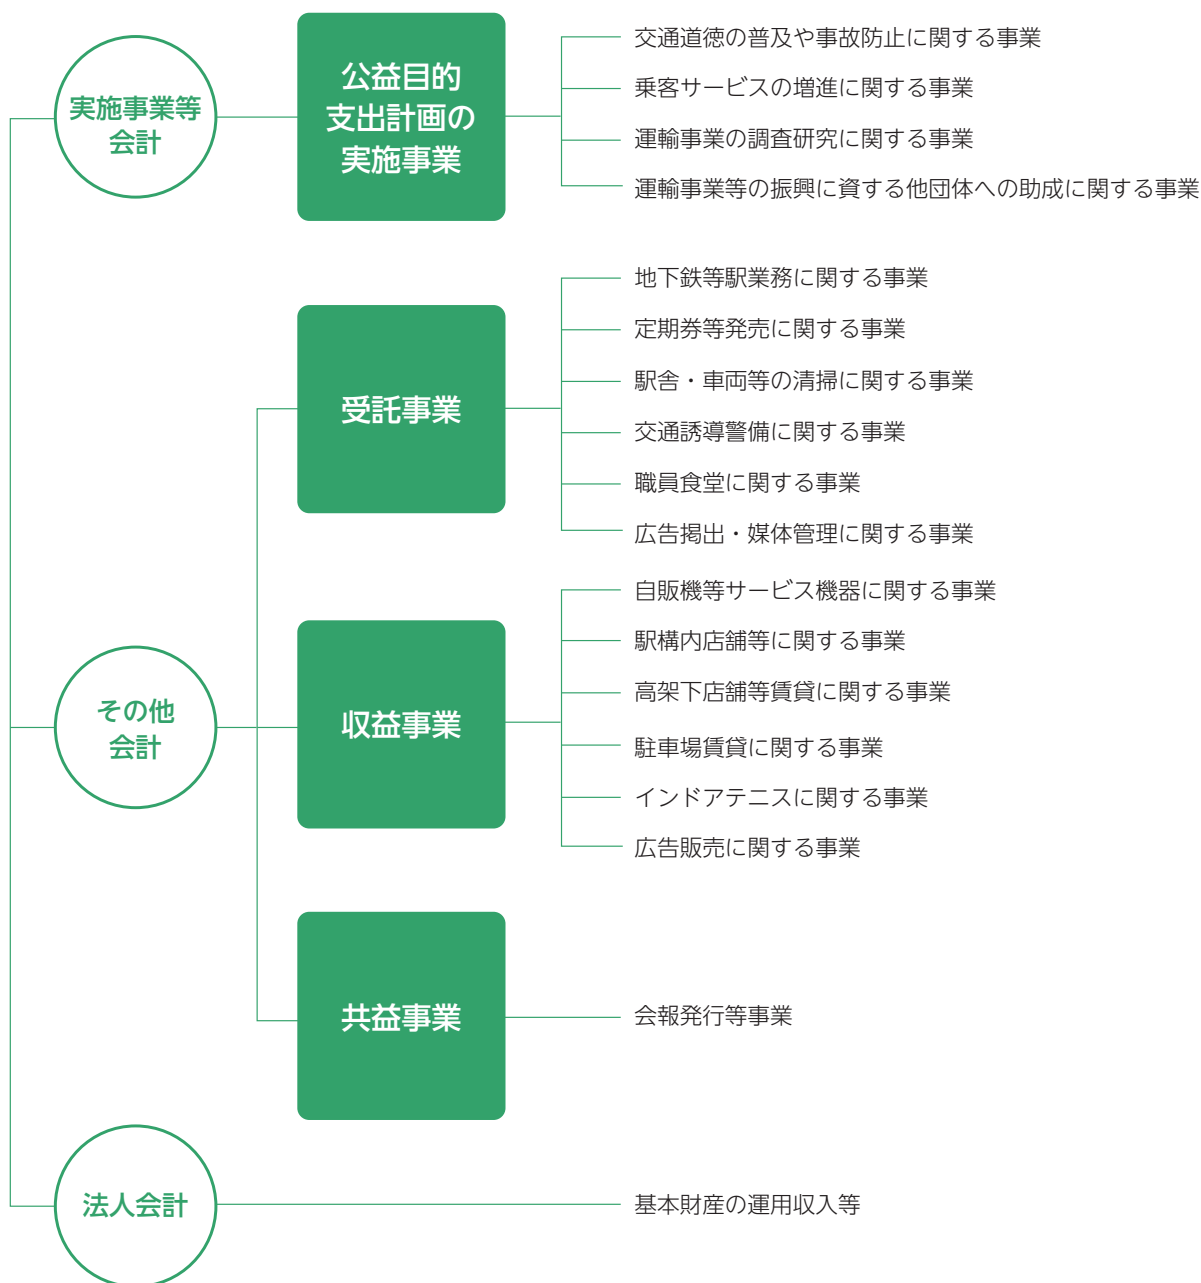 実施事業等
会計
公益目的
支出計画の
実施事業
交通道徳の普及や事故防止に関する事業
乗客サービスの増進に関する事業
運輸事業の調査研究に関する事業
運輸事業等の振興に資する他団体への助成に関する事業
その他
会計
受託事業
地下鉄等駅業務に関する事業
定期券等発売に関する事業
駅舎・車両等の清掃に関する事業
交通誘導警備に関する事業
職員食堂に関する事業
広告掲出・媒体管理に関する事業
収益事業
自販機等サービス機器に関する事業
駅構内店舗等に関する事業
高架下店舗等賃貸に関する事業
駐車場賃貸に関する事業
インドアテニスに関する事業
広告販売に関する事業
共益事業
会報発行等事業
法人会計
基本財産の運用収入等